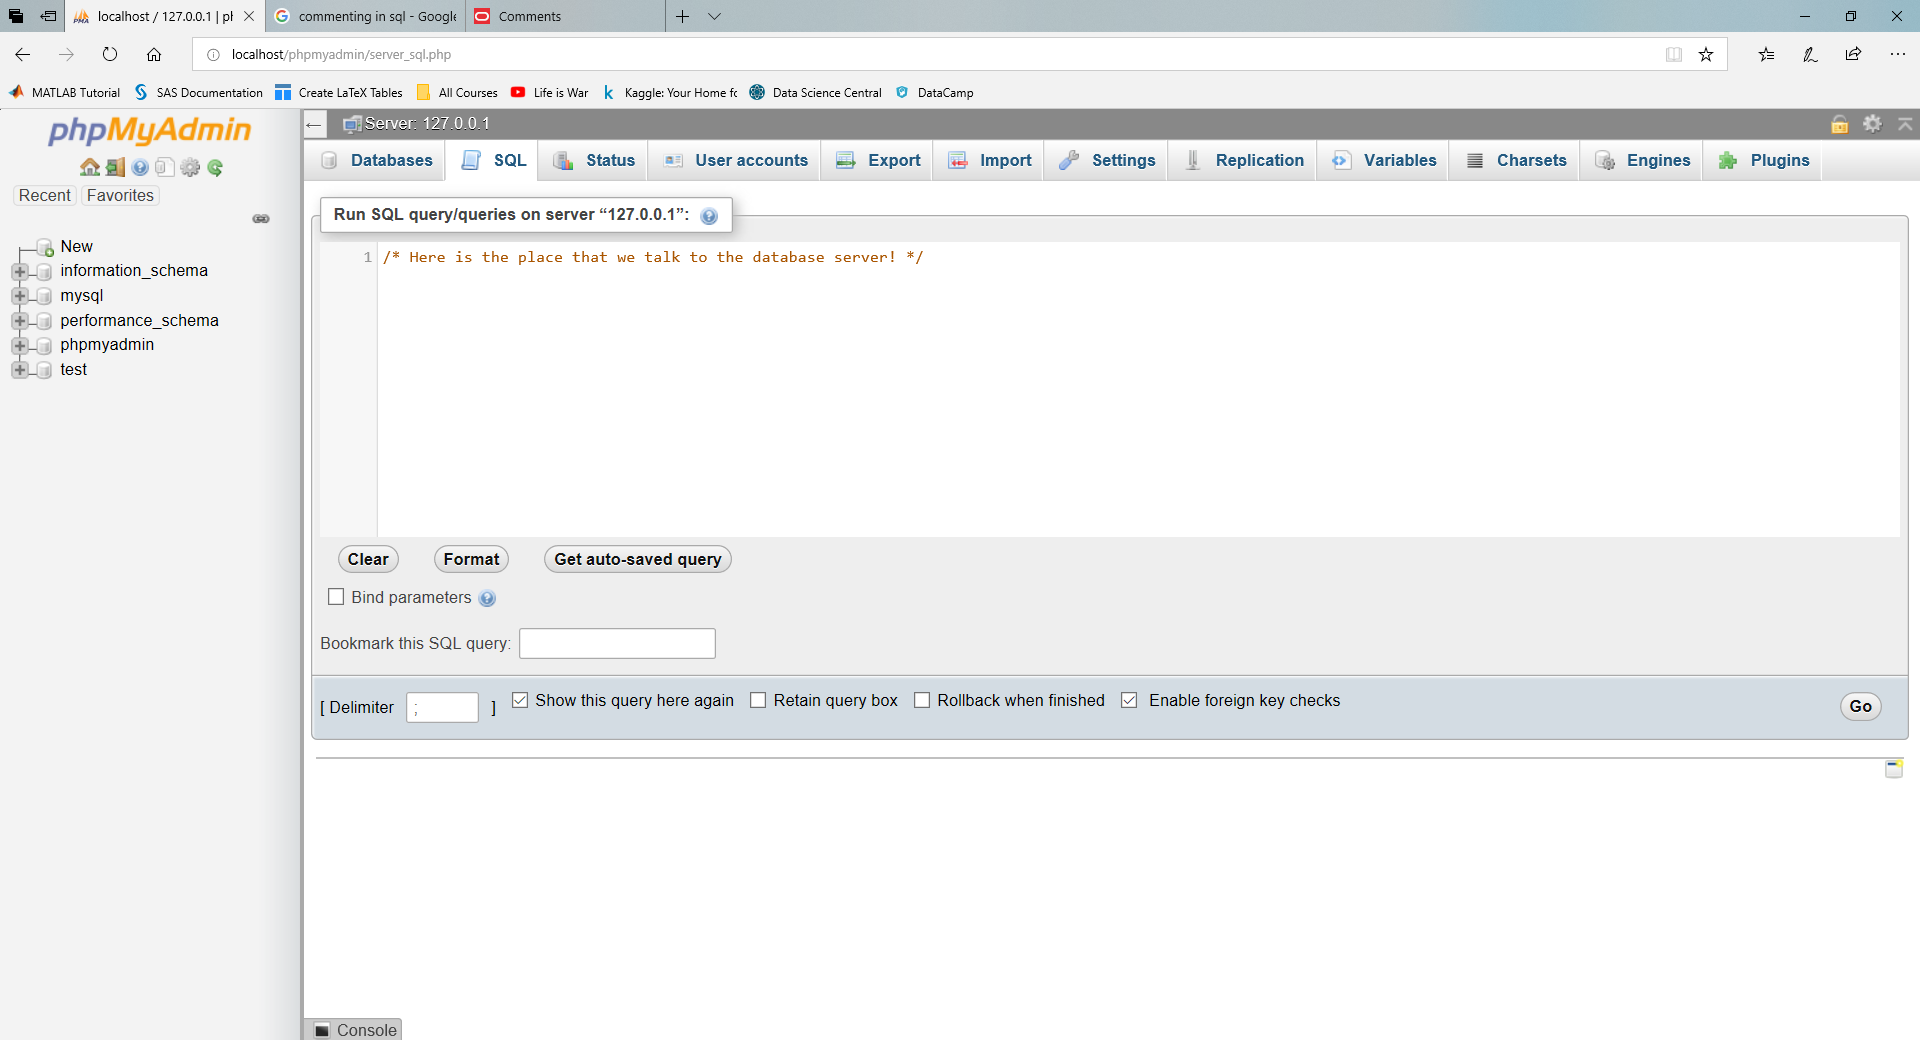 localhost / 127.0.0.1 | pl
commenting in sql - Google
Comments
localhost/phpmyadmin/server_sql.php
MATLAB Tutorial
SAS Documentation
Create LaTeX Tables
All Courses
Life is War
Kaggle: Your Home fo
Data Science Central
DataCamp
phpMyAdmin
Recent
Favorites
New
information_schema
mysql
performance_schema
phpmyadmin
test
Server: 127.0.0.1
Databases
SQL
Status
User accounts
Export
Import
Settings
Replication
Variables
Charsets
Engines
Plugins
Run SQL query/queries on server “127.0.0.1”:
1 /* Here is the place that we talk to the database server! */
Clear
Format
Get auto-saved query
Bind parameters
Bookmark this SQL query:
[ Delimiter ; ]
Show this query here again
Retain query box
Rollback when finished
Enable foreign key checks
Go
Console